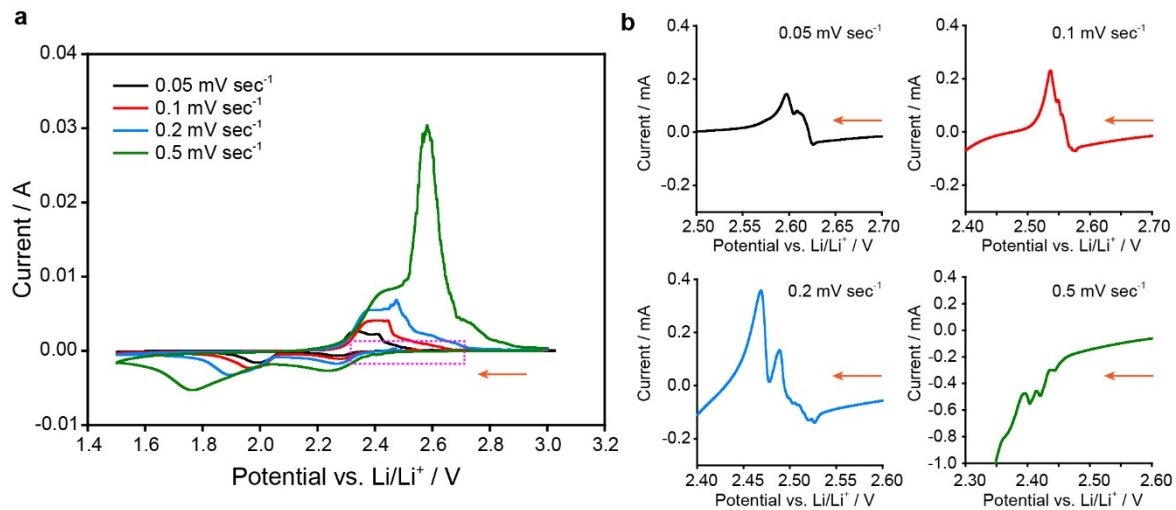 a
0.04
0.03
0.02
0.01
0.00
-0.01
Current / A
0.05 mV sec⁻¹
0.1 mV sec⁻¹
0.2 mV sec⁻¹
0.5 mV sec⁻¹
1.4 1.6 1.8 2.0 2.2 2.4 2.6 2.8 3.0 3.2
Potential vs. Li/Li⁺ / V
b
0.05 mV sec⁻¹
0.4
0.2
0.0
-0.2
Current / mA
2.50 2.55 2.60 2.65 2.70
Potential vs. Li/Li⁺ / V
0.1 mV sec⁻¹
0.4
0.2
0.0
-0.2
Current / mA
2.40 2.50 2.60 2.70
Potential vs. Li/Li⁺ / V
0.2 mV sec⁻¹
0.4
0.2
0.0
-0.2
Current / mA
2.40 2.45 2.50 2.55 2.60
Potential vs. Li/Li⁺ / V
0.5 mV sec⁻¹
0.4
0.2
-0.0
-0.2
-0.4
-0.6
-0.8
-1.0
Current / mA
2.30 2.40 2.50 2.60
Potential vs. Li/Li⁺ / V